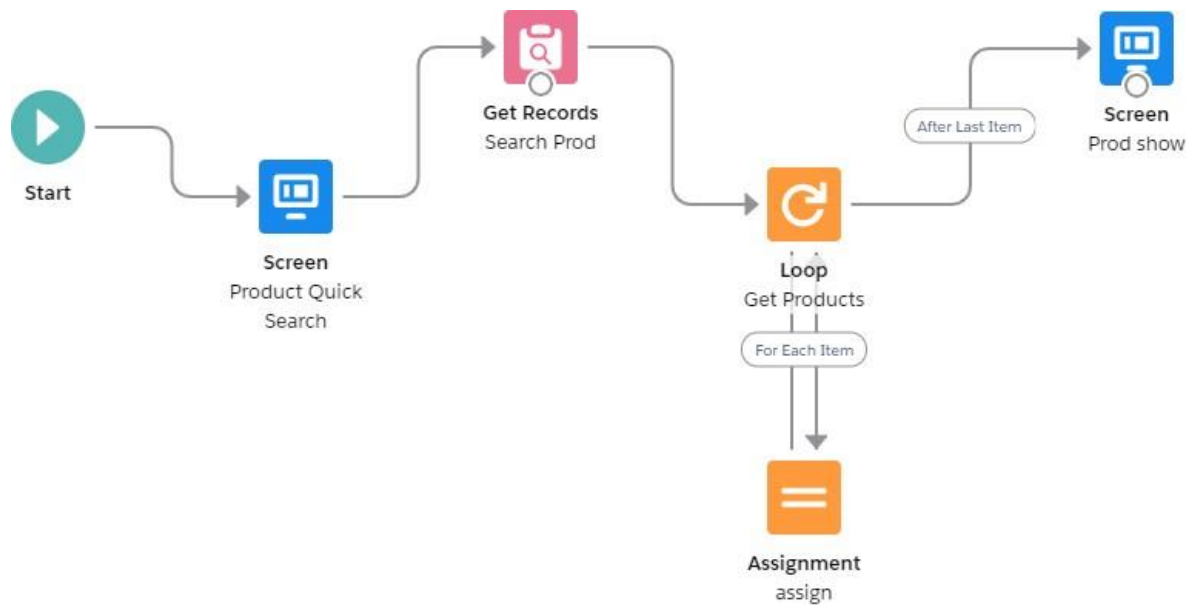 Start
Screen
Product Quick
Search
Get Records
Search Prod
Loop
Get Products
For Each Item
Assignment
assign
After Last Item
Screen
Prod show